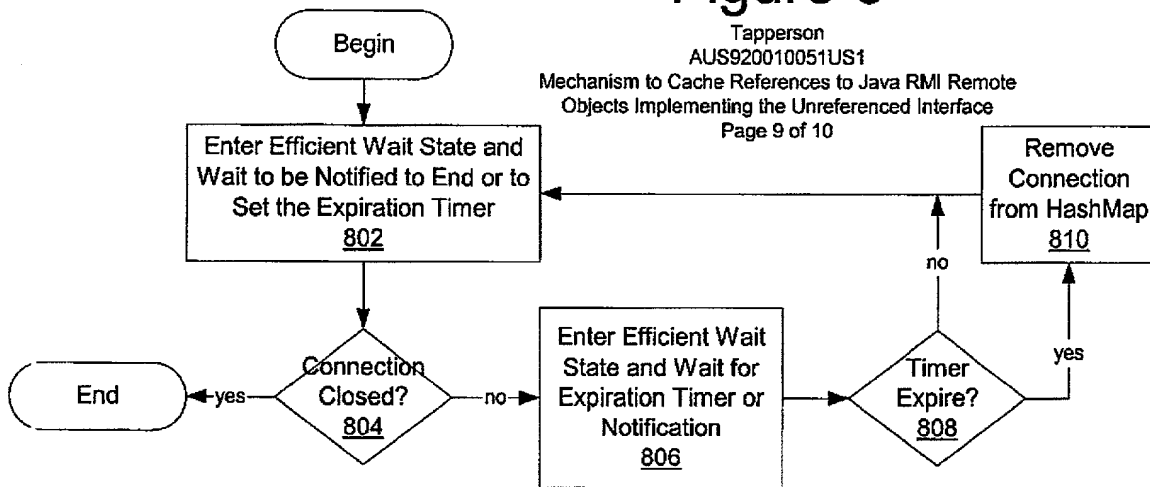 Begin
Tapperson
AUS920010051US1
Mechanism to Cache References to Java RMI Remote
Objects Implementing the Unreferenced Interface
Page 9 of 10
Enter Efficient Wait State and
Wait to be Notified to End or to
Set the Expiration Timer
802
Remove
Connection
from HashMap
810
no
yes
Connection
Closed?
804
yes
End
no
Enter Efficient Wait
State and Wait for
Expiration Timer or
Notification
806
Timer
Expire?
808